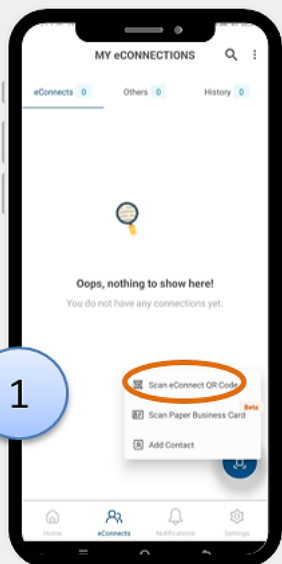 MY eCONNECTIONS
eConnects 0 Others 0 History 0
Oops, nothing to show here!
You do not have any connections yet.
1
Scan eConnect QR Code
Beta
Scan Paper Business Card
Add Contact
Home eConnects Notifications Settings